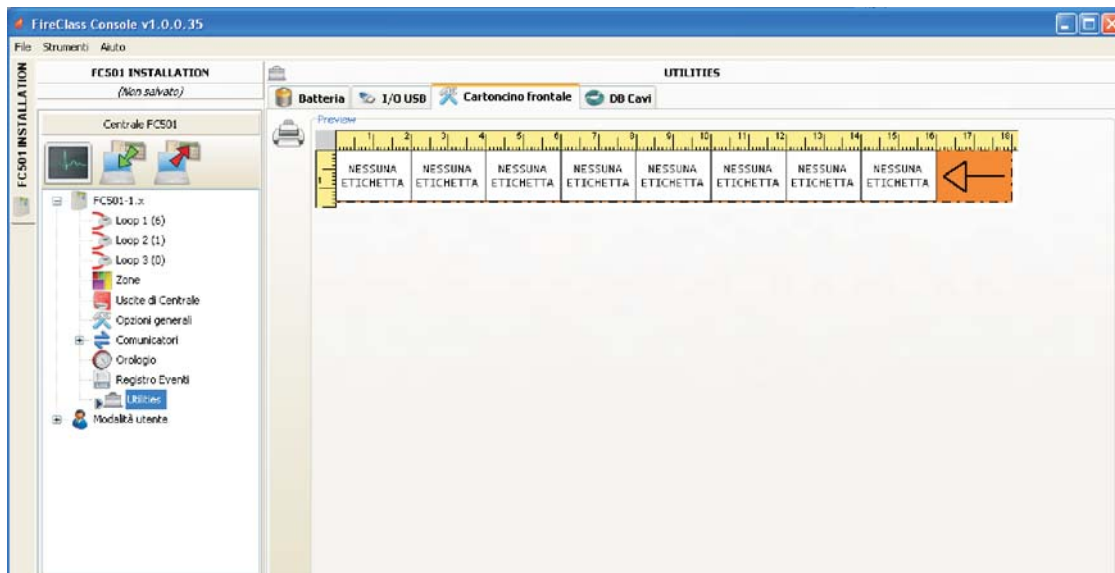 FireClass Console v1.0.0.35
File Strumenti Aiuto
FC501 INSTALLATION
FC501 INSTALLATION
(Non salvato)
UTILITIES
Batteria I/O USB Cartoncino frontale DB Cavi
Centrale FC501
Preview
1 2 3 4 5 6 7 8 9 10 11 12 13 14 15 16 17 18
1
NESSUNA NESSUNA NESSUNA NESSUNA NESSUNA NESSUNA NESSUNA NESSUNA
ETICHETTA ETICHETTA ETICHETTA ETICHETTA ETICHETTA ETICHETTA ETICHETTA ETICHETTA
FC501-1.x
Loop 1 (6)
Loop 2 (1)
Loop 3 (0)
Zone
Uscite di Centrale
Opzioni generali
Comunicatori
Orologio
Registro Eventi
Utilities
Modalità utente